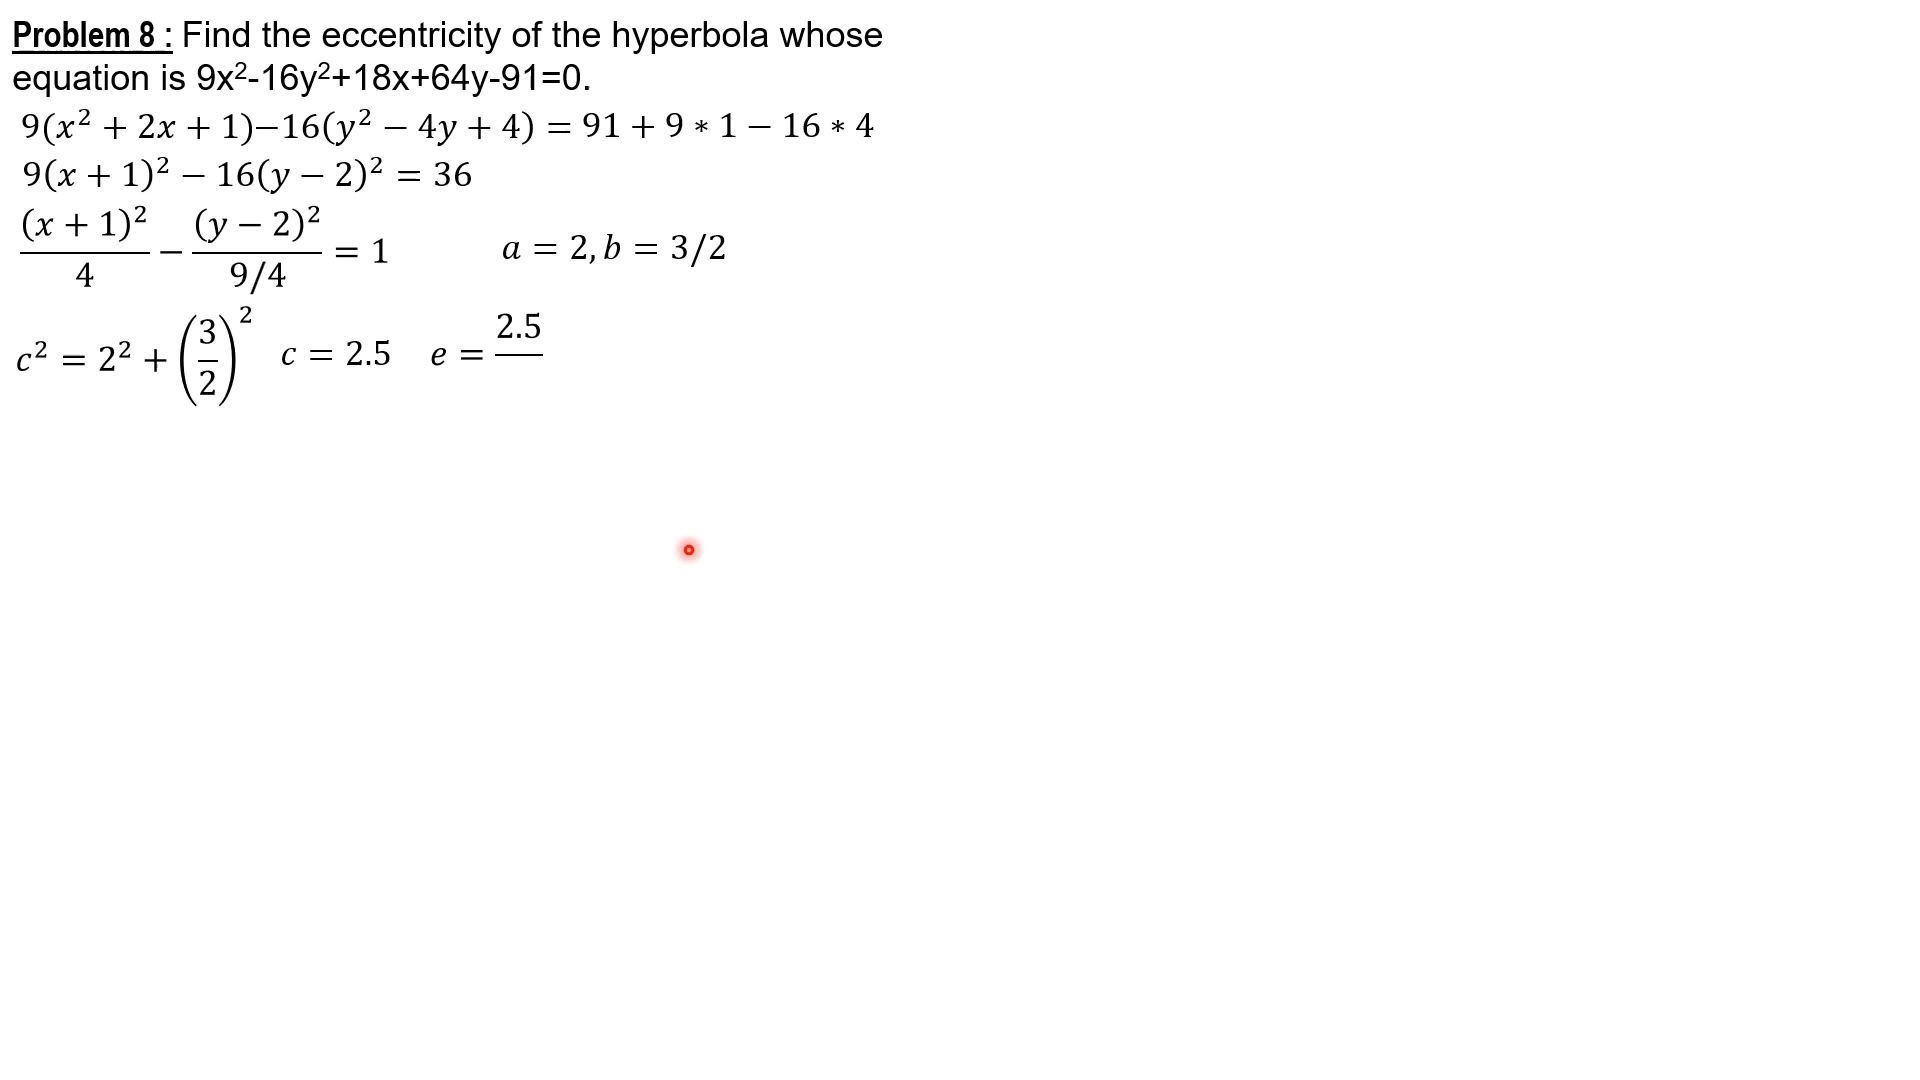 Problem 8 : Find the eccentricity of the hyperbola whose
equation is 9x²-16y²+18x+64y-91=0.
9(x² + 2x + 1)−16(y² − 4y + 4) = 91 + 9 ∗ 1 − 16 ∗ 4
9(x + 1)² − 16(y − 2)² = 36
(x + 1)²/4 − (y − 2)²/(9/4) = 1 a = 2, b = 3/2
c² = 2² + (3/2)² c = 2.5 e = 2.5/